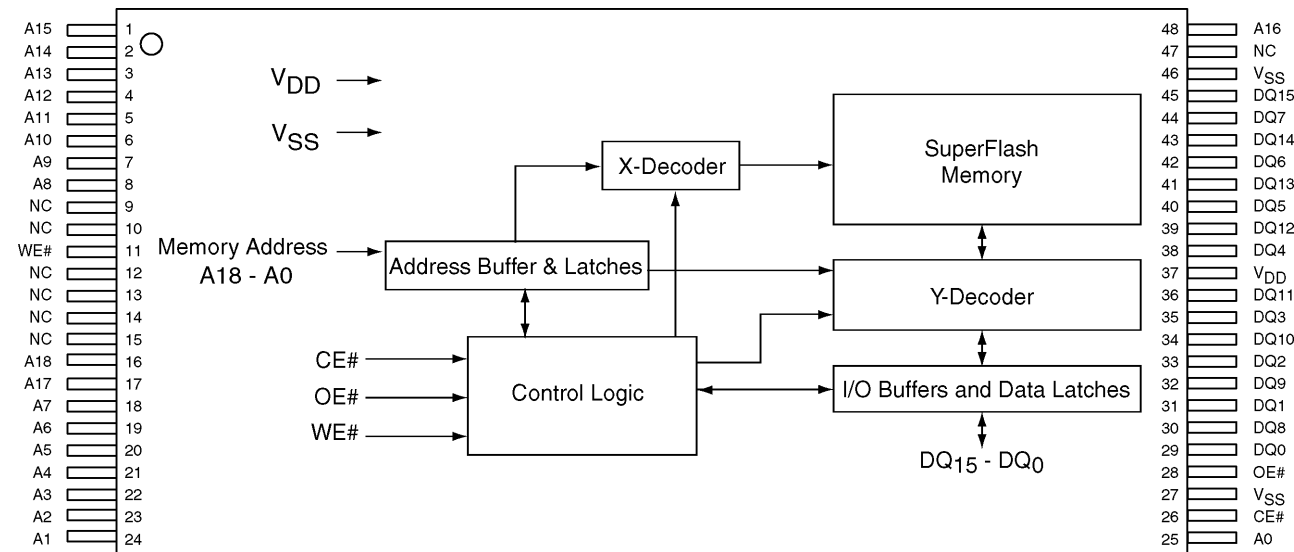 A15 1
A14 2
A13 3
A12 4
A11 5
A10 6
A9 7
A8 8
NC 9
NC 10
WE# 11
NC 12
NC 13
NC 14
NC 15
A18 16
A17 17
A7 18
A6 19
A5 20
A4 21
A3 22
A2 23
A1 24
VDD
VSS
Memory Address
A18 - A0
CE#
OE#
WE#
X-Decoder
Address Buffer & Latches
Control Logic
SuperFlash
Memory
Y-Decoder
I/O Buffers and Data Latches
DQ15 - DQ0
48 A16
47 NC
46 VSS
45 DQ15
44 DQ7
43 DQ14
42 DQ6
41 DQ13
40 DQ5
39 DQ12
38 DQ4
37 VDD
36 DQ11
35 DQ3
34 DQ10
33 DQ2
32 DQ9
31 DQ1
30 DQ8
29 DQ0
28 OE#
27 VSS
26 CE#
25 A0